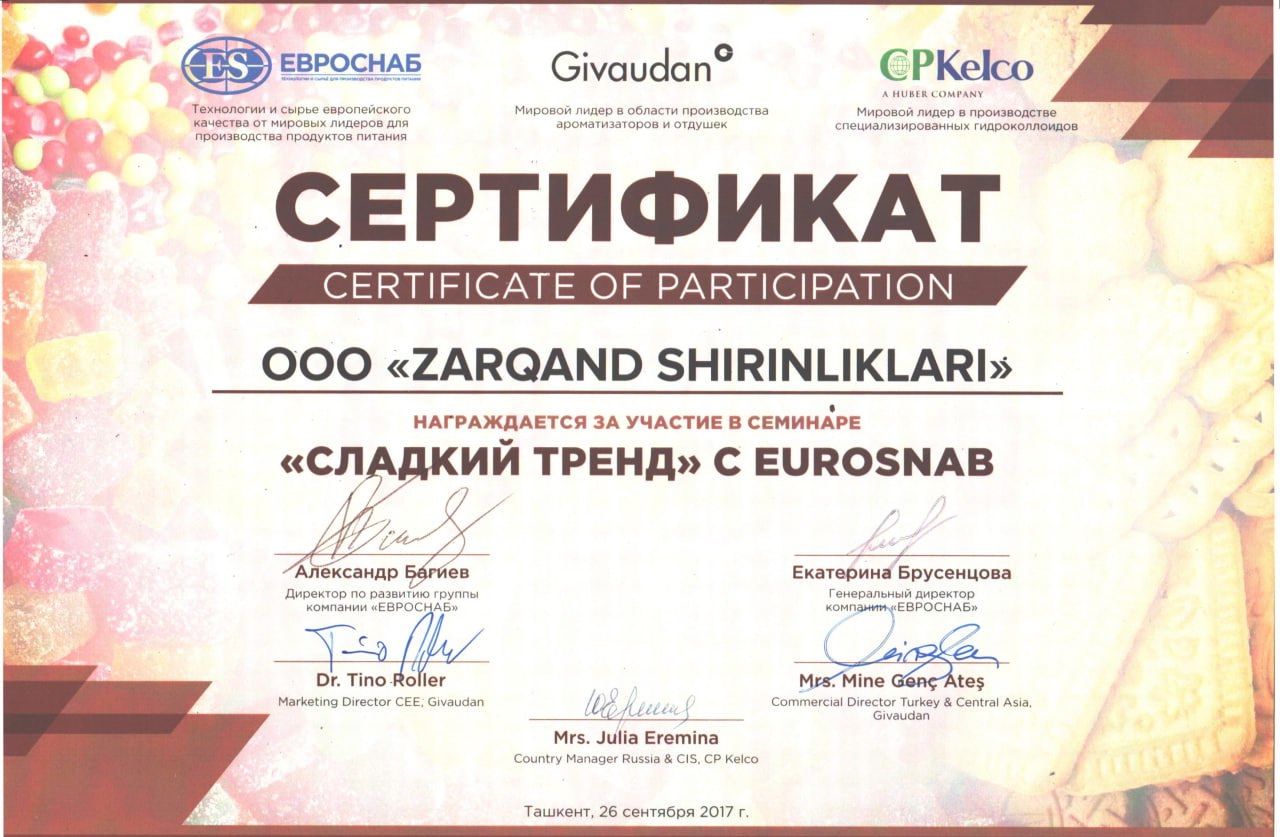 ES ЕВРОСНАБ
ТЕХНОЛОГИИ И СЫРЬЕ ДЛЯ ПРОИЗВОДСТВА ПРОДУКТОВ ПИТАНИЯ
Технологии и сырье европейского
качества от мировых лидеров для
производства продуктов питания
Givaudan
Мировой лидер в области производства
ароматизаторов и отдушек
CPKelco
A HUBER COMPANY
Мировой лидер в производстве
специализированных гидроколлоидов
СЕРТИФИКАТ
CERTIFICATE OF PARTICIPATION
ООО «ZARQAND SHIRINLIKLARI»
НАГРАЖДАЕТСЯ ЗА УЧАСТИЕ В СЕМИНАРЕ
«СЛАДКИЙ ТРЕНД» С EUROSNAB
Александр Багиев
Директор по развитию группы
компании «ЕВРОСНАБ»
Екатерина Брусенцова
Генеральный директор
компании «ЕВРОСНАБ»
Tino Roller
Dr. Tino Roller
Marketing Director CEE, Givaudan
Mrs. Mine Genç Ateş
Commercial Director Turkey & Central Asia,
Givaudan
Mrs. Julia Eremina
Country Manager Russia & CIS, CP Kelco
Ташкент, 26 сентября 2017 г.